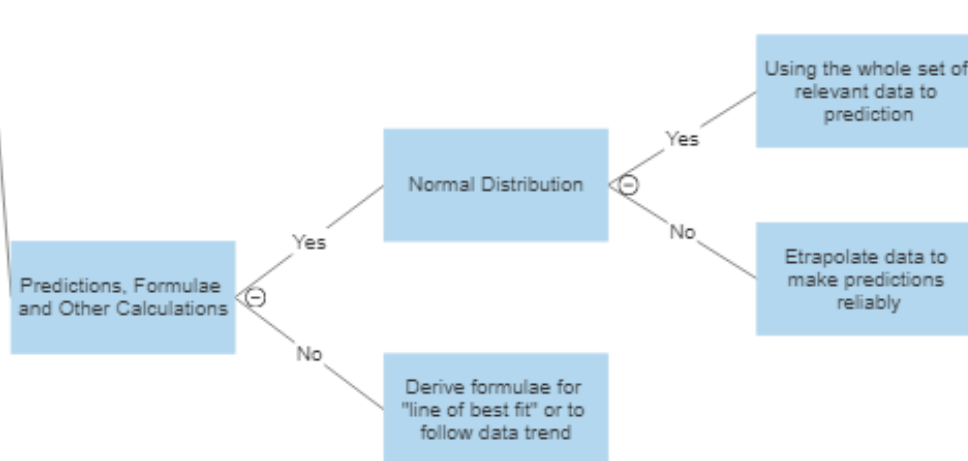 Using the whole set of
relevant data to
prediction
Yes
Normal Distribution
No
Etrapolate data to
make predictions
reliably
Yes
Predictions, Formulae
and Other Calculations
No
Derive formulae for
"line of best fit" or to
follow data trend